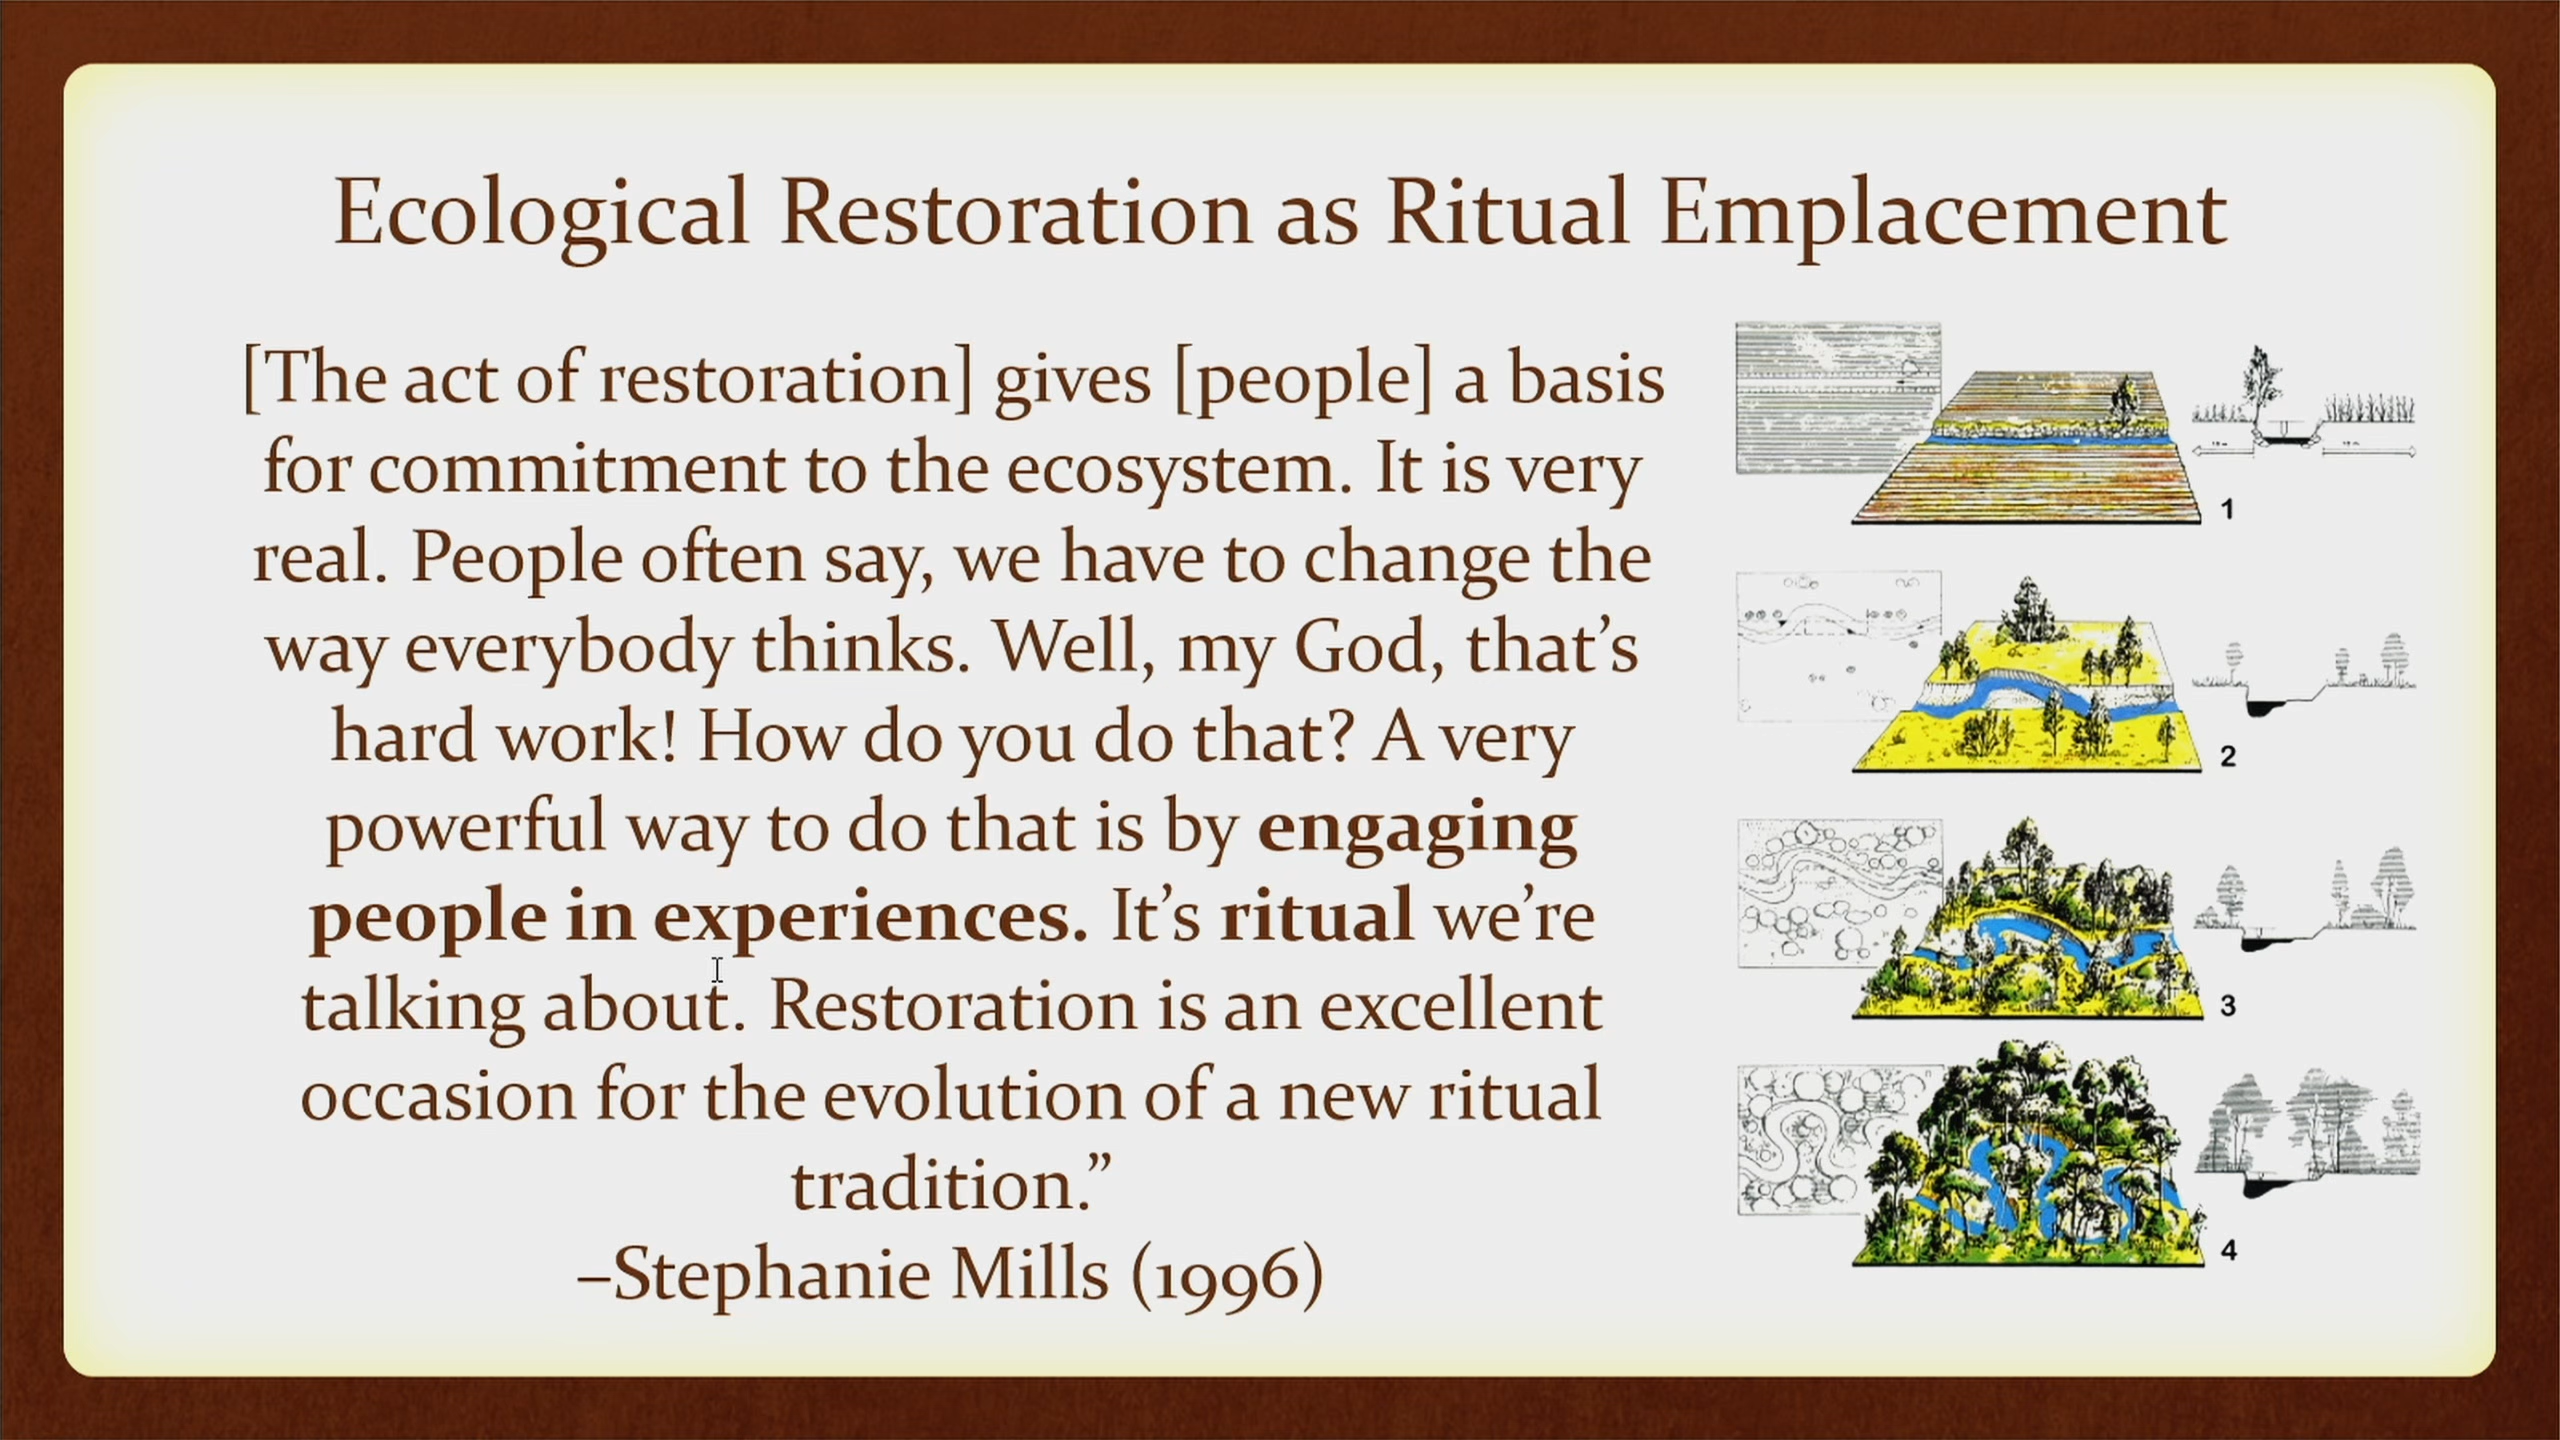 Ecological Restoration as Ritual Emplacement
[The act of restoration] gives [people] a basis
for commitment to the ecosystem. It is very
real. People often say, we have to change the
way everybody thinks. Well, my God, that’s
hard work! How do you do that? A very
powerful way to do that is by engaging
people in experiences. It’s ritual we’re
talking about. Restoration is an excellent
occasion for the evolution of a new ritual
tradition.”
–Stephanie Mills (1996)
1
2
3
4